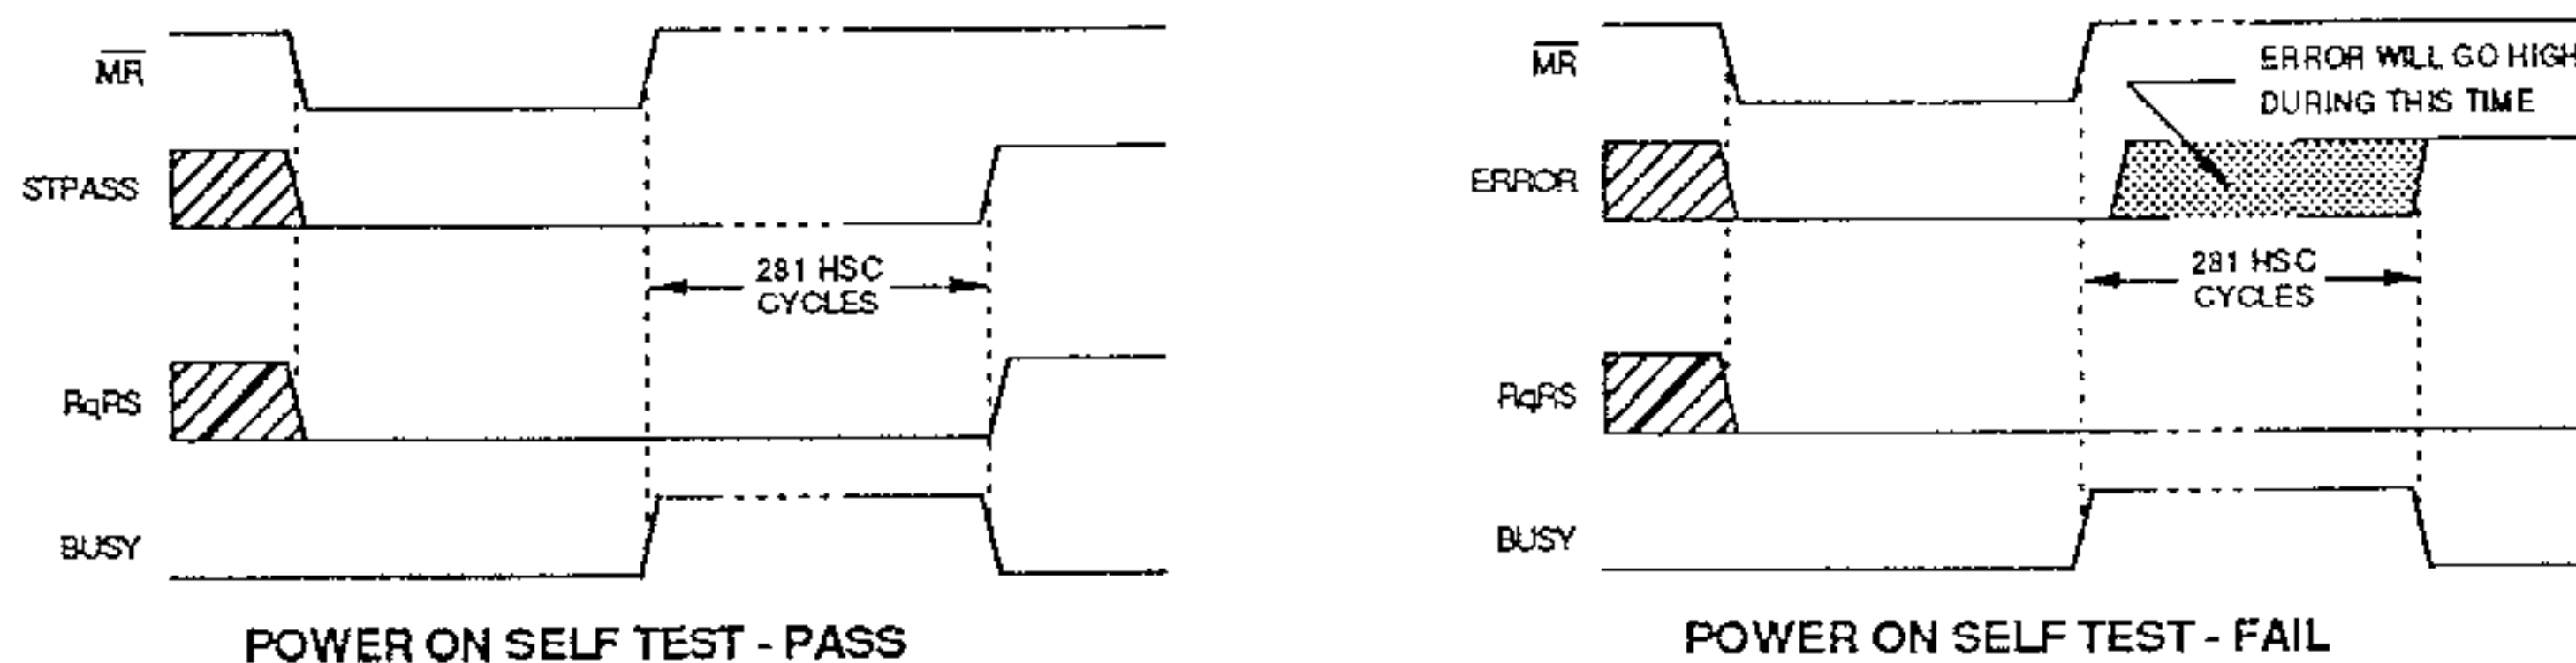 MR
STPASS
281 HSC
CYCLES
RqRS
BUSY
POWER ON SELF TEST - PASS
MR
ERROR WILL GO HIGH
DURING THIS TIME
ERROR
281 HSC
CYCLES
RqRS
BUSY
POWER ON SELF TEST - FAIL